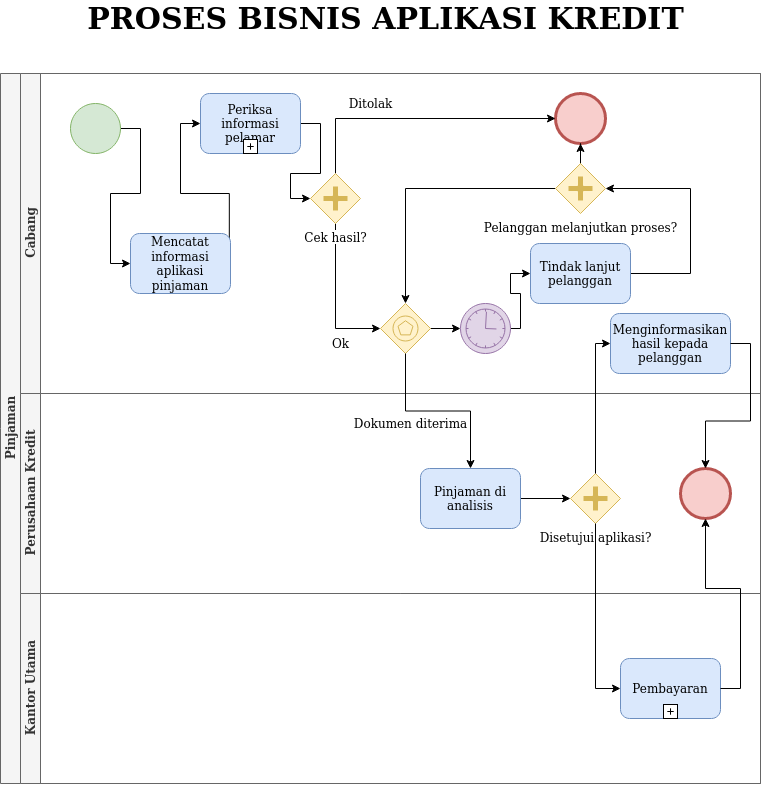 PROSES BISNIS APLIKASI KREDIT
Pinjaman
Cabang
Periksa
informasi
pelamar
+
Ditolak
Mencatat
informasi
aplikasi
pinjaman
Cek hasil?
Ok
Pelanggan melanjutkan proses?
Tindak lanjut
pelanggan
Menginformasikan
hasil kepada
pelanggan
Perusahaan Kredit
Dokumen diterima
Pinjaman di
analisis
Disetujui aplikasi?
Kantor Utama
Pembayaran
+